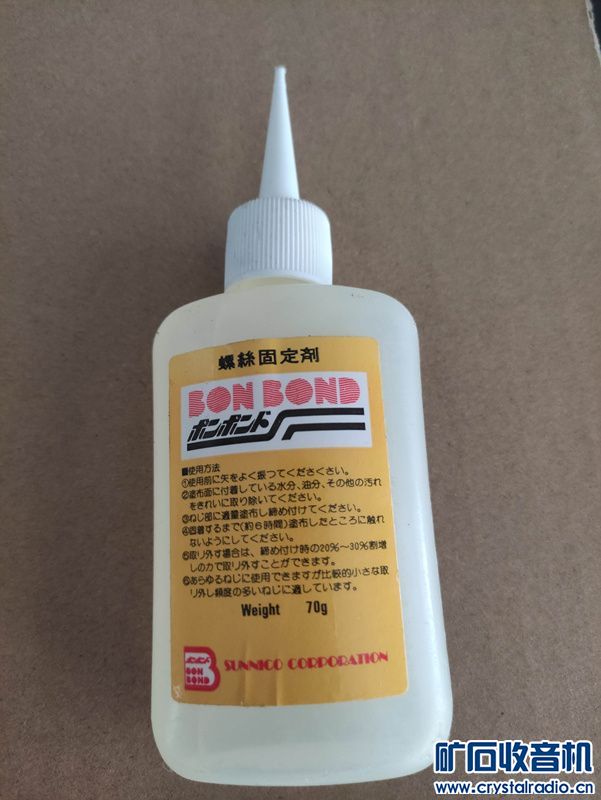 螺絲固定剤
BON BOND
ボンボンド
■使用方法
①使用前に矢をよく振つてくださくさい。
②塗布面に付着している水分、油分、その他の汚れ
をきれいに取り除いてください。
③ねじ部に適量塗布し締め付けてください。
④固着するまで(約6時間)塗布したところに触れ
ないようにしてください。
⑤取り外す場合は、締め付け時の20%～30%割増
しのカで取り外すことができます。
⑥あらゆるねじに使用できますが比較的小さな取
り外し頻度の多いねじに適しています。
Weight 70g
ボンボンド
BON
BOND
SUNNICO CORPORATION
矿石收音机
www.crystalradio.cn